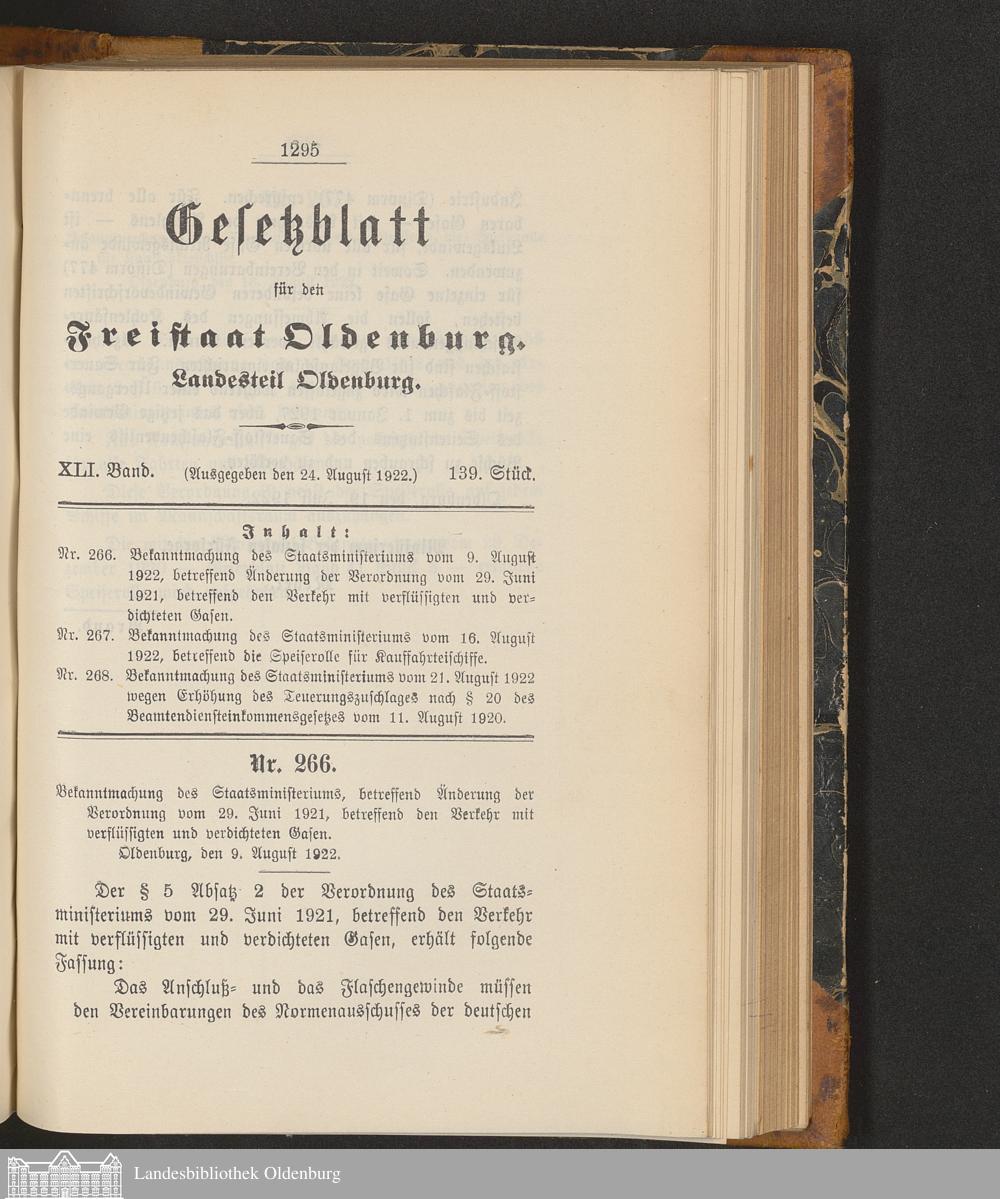 1295
Gesetzblatt
für den
Freistaat Oldenburg.
Landesteil Oldenburg.
XLI. Band. (Ausgegeben den 24. August 1922.) 139. Stück.
Inhalt:
Nr. 266. Bekanntmachung des Staatsministeriums vom 9. August
1922, betreffend Änderung der Verordnung vom 29. Juni
1921, betreffend den Verkehr mit verflüssigten und ver-
dichteten Gasen.
Nr. 267. Bekanntmachung des Staatsministeriums vom 16. August
1922, betreffend die Speiserolle für Kauffahrteischiffe.
Nr. 268. Bekanntmachung des Staatsministeriums vom 21. August 1922
wegen Erhöhung des Teuerungszuschlages nach § 20 des
Beamtendiensteinkommensgesetzes vom 11. August 1920.
Nr. 266.
Bekanntmachung des Staatsministeriums, betreffend Änderung der
Verordnung vom 29. Juni 1921, betreffend den Verkehr mit
verflüssigten und verdichteten Gasen.
Oldenburg, den 9. August 1922.
Der § 5 Absatz 2 der Verordnung des Staats-
ministeriums vom 29. Juni 1921, betreffend den Verkehr
mit verflüssigten und verdichteten Gasen, erhält folgende
Fassung:
Das Anschluß- und das Flaschengewinde müssen
den Vereinbarungen des Normenausschusses der deutschen
Landesbibliothek Oldenburg